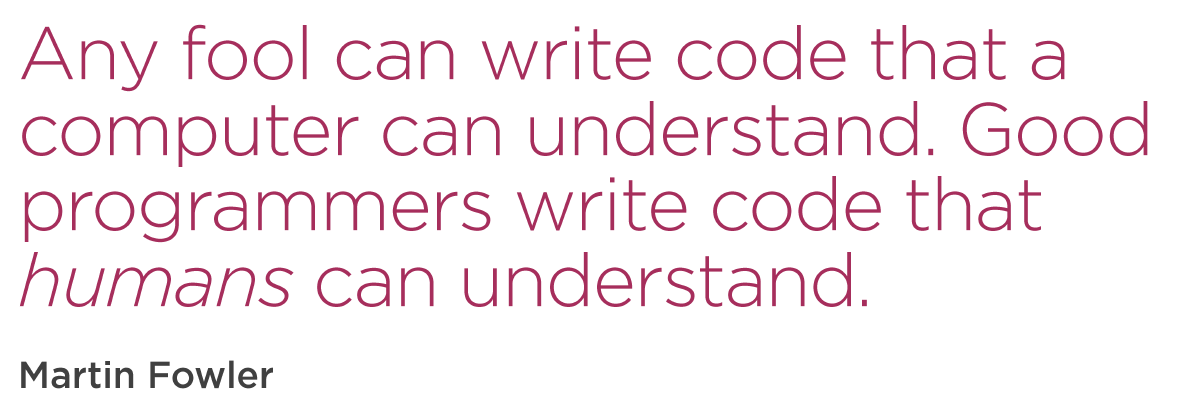 Any fool can write code that a
computer can understand. Good
programmers write code that
humans can understand.
Martin Fowler